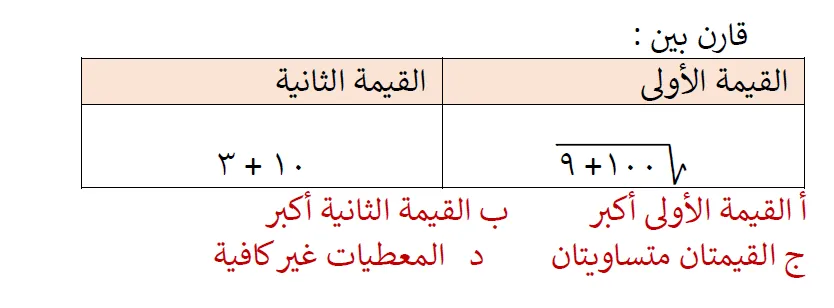 قارن بين :
القيمة الأولى القيمة الثانية
√١٠٠+ ٩ ١٠ + ٣
أ القيمة الأولى أكبر ب القيمة الثانية أكبر
ج القيمتان متساويتان د المعطيات غير كافية